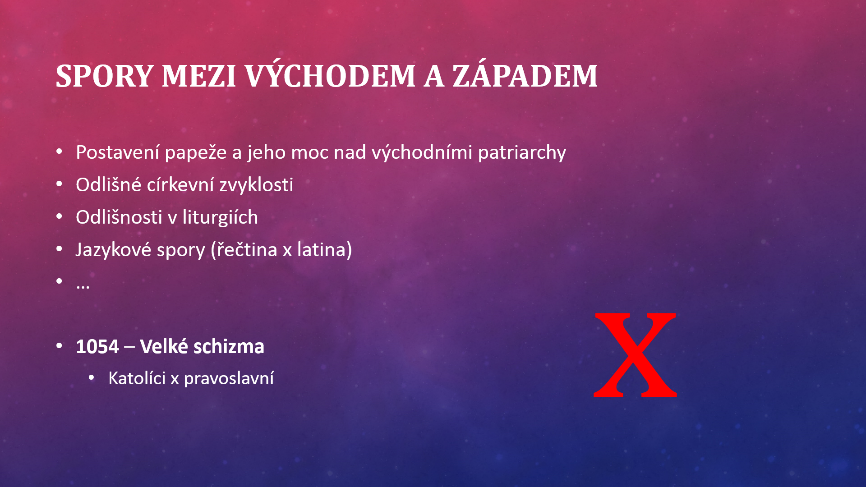 SPORY MEZI VÝCHODEM A ZÁPADEM
• Postavení papeže a jeho moc nad východními patriarchy
• Odlišné církevní zvyklosti
• Odlišnosti v liturgiích
• Jazykové spory (řečtina x latina)
• ...
• 1054 – Velké schizma
• Katolíci x pravoslavní
X